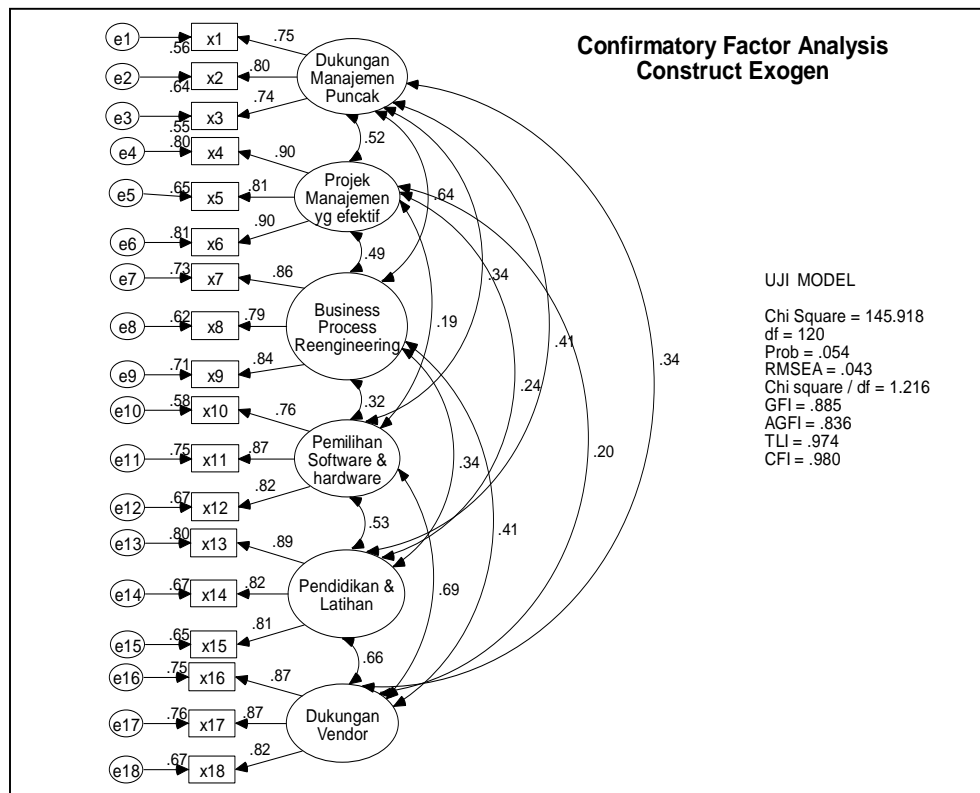 Confirmatory Factor Analysis
Construct Exogen
e1
.56
x1
.75
e2
.64
x2
.80
e3
.55
x3
.74
Dukungan
Manajemen
Puncak
.52
e4
.80
x4
.90
e5
.65
x5
.81
e6
.81
x6
.90
Projek
Manajemen
yg efektif
.64
.49
e7
.73
x7
.86
e8
.62
x8
.79
e9
.71
x9
.84
Business
Process
Reengineering
.34
.19
.41
.34
.24
.32
e10
.58
x10
.76
e11
.75
x11
.87
e12
.67
x12
.82
Pemilihan
Software &
hardware
.34
.20
.53
.41
e13
.80
x13
.89
e14
.67
x14
.82
e15
.65
x15
.81
Pendidikan &
Latihan
.69
.66
e16
.75
x16
.87
e17
.76
x17
.87
e18
.67
x18
.82
Dukungan
Vendor
UJI MODEL
Chi Square = 145.918
df = 120
Prob = .054
RMSEA = .043
Chi square / df = 1.216
GFI = .885
AGFI = .836
TLI = .974
CFI = .980